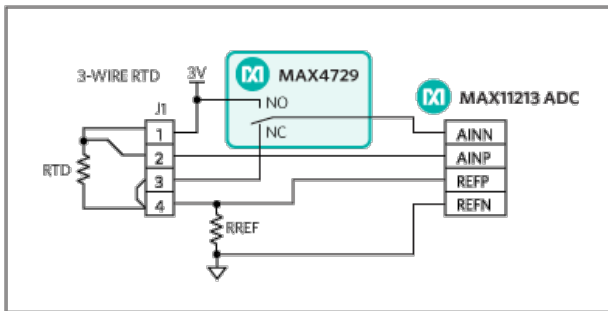 3-WIRE RTD
3V
MAX4729
MAX11213 ADC
J1
NO
NC
1
2
3
4
RTD
RREF
AINN
AINP
REFP
REFN